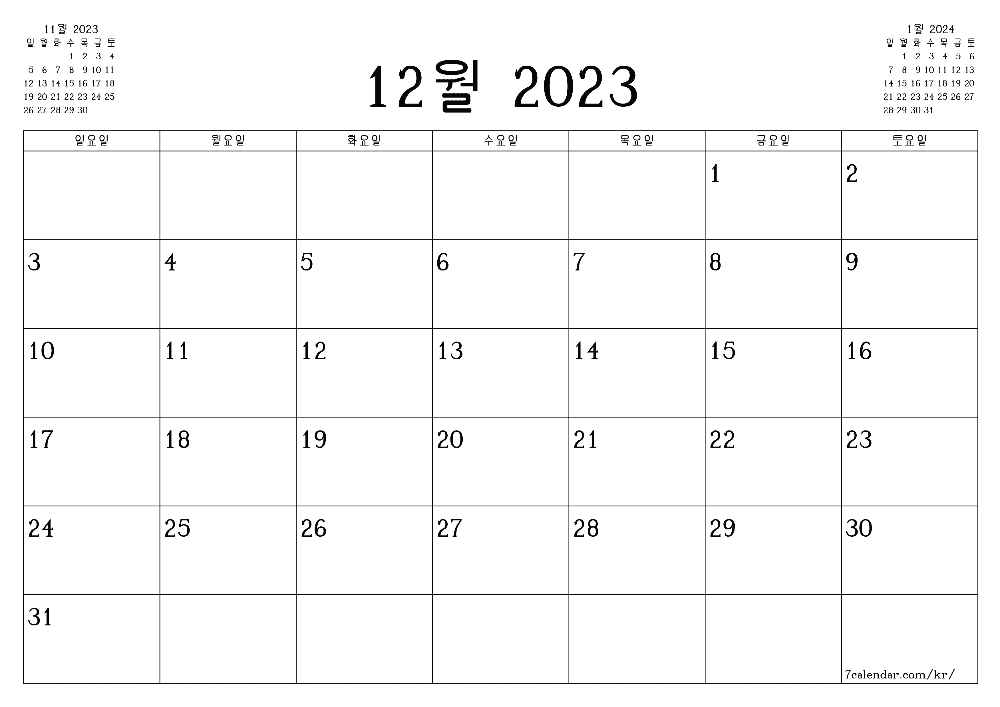 11월 2023
일 월 화 수 목 금 토
1 2 3 4
5 6 7 8 9 10 11
12 13 14 15 16 17 18
19 20 21 22 23 24 25
26 27 28 29 30
12월 2023
1월 2024
일 월 화 수 목 금 토
1 2 3 4 5 6
7 8 9 10 11 12 13
14 15 16 17 18 19 20
21 22 23 24 25 26 27
28 29 30 31
일요일 월요일 화요일 수요일 목요일 금요일 토요일
1 2
3 4 5 6 7 8 9
10 11 12 13 14 15 16
17 18 19 20 21 22 23
24 25 26 27 28 29 30
31
7calendar.com/kr/